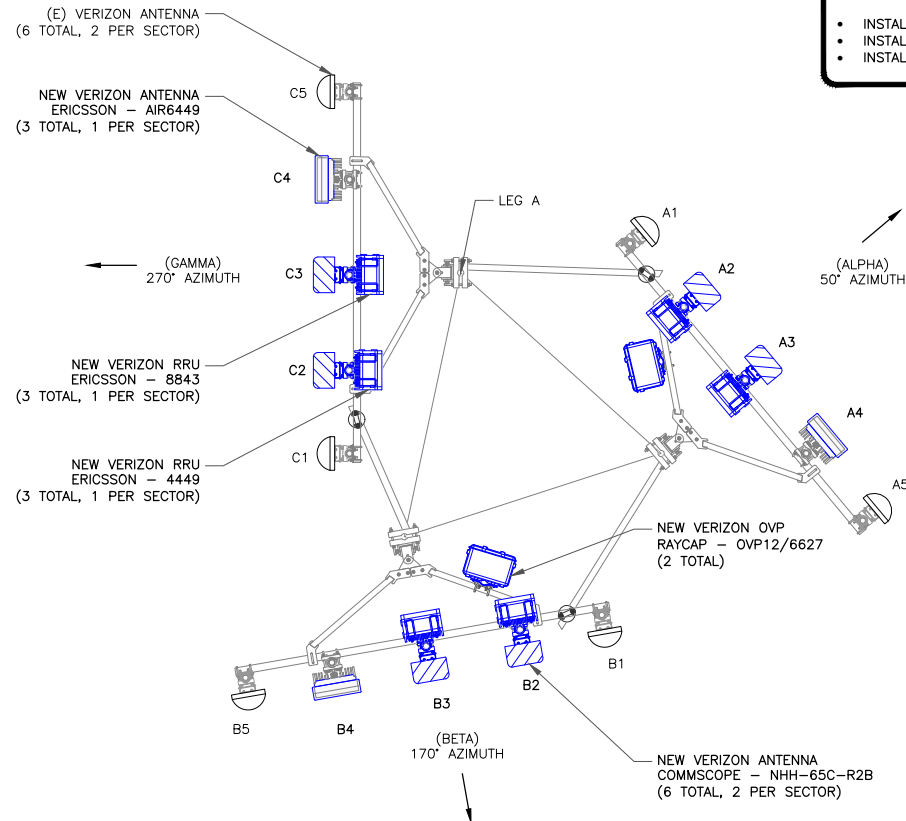 (E) VERIZON ANTENNA
(6 TOTAL, 2 PER SECTOR)
• INSTAL
• INSTAL
• INSTAL
C5
NEW VERIZON ANTENNA
ERICSSON – AIR6449
(3 TOTAL, 1 PER SECTOR)
C4
LEG A
A1
(GAMMA)
270° AZIMUTH
C3
A2
(ALPHA)
50° AZIMUTH
NEW VERIZON RRU
ERICSSON – 8843
(3 TOTAL, 1 PER SECTOR)
C2
A3
A4
C1
NEW VERIZON RRU
ERICSSON – 4449
(3 TOTAL, 1 PER SECTOR)
A5
NEW VERIZON OVP
RAYCAP – OVP12/6627
(2 TOTAL)
B1
B2
B3
B4
B5
(BETA)
170° AZIMUTH
NEW VERIZON ANTENNA
COMMSCOPE – NHH–65C–R2B
(6 TOTAL, 2 PER SECTOR)